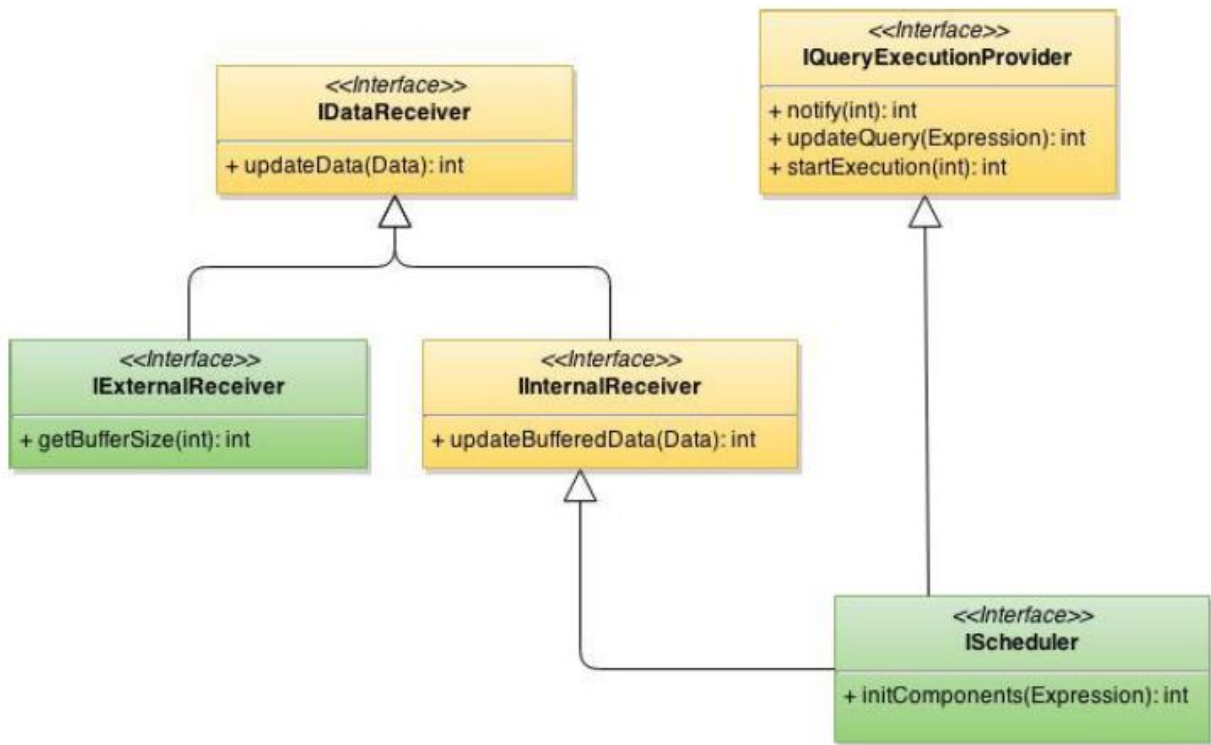 <<Interface>>
IQueryExecutionProvider
+ notify(int): int
+ updateQuery(Expression): int
+ startExecution(int): int
<<Interface>>
IDataReceiver
+ updateData(Data): int
<<Interface>>
IExternalReceiver
+ getBufferSize(int): int
<<Interface>>
IInternalReceiver
+ updateBufferedData(Data): int
<<Interface>>
IScheduler
+ initComponents(Expression): int